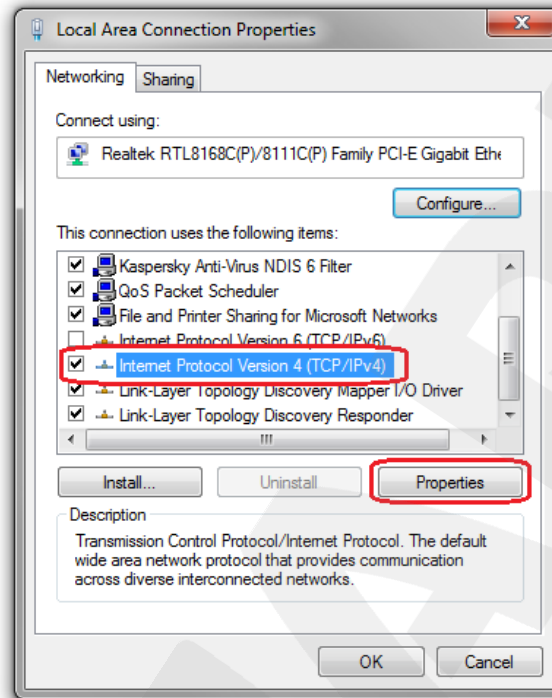 Local Area Connection Properties
Networking
Sharing
Connect using:
Realtek RTL8168C(P)/8111C(P) Family PCI-E Gigabit Ethe
Configure...
This connection uses the following items:
Kaspersky Anti-Virus NDIS 6 Filter
QoS Packet Scheduler
File and Printer Sharing for Microsoft Networks
Internet Protocol Version 6 (TCP/IPv6)
Internet Protocol Version 4 (TCP/IPv4)
Link-Layer Topology Discovery Mapper I/O Driver
Link-Layer Topology Discovery Responder
Install...
Uninstall
Properties
Description
Transmission Control Protocol/Internet Protocol. The default
wide area network protocol that provides communication
across diverse interconnected networks.
OK
Cancel